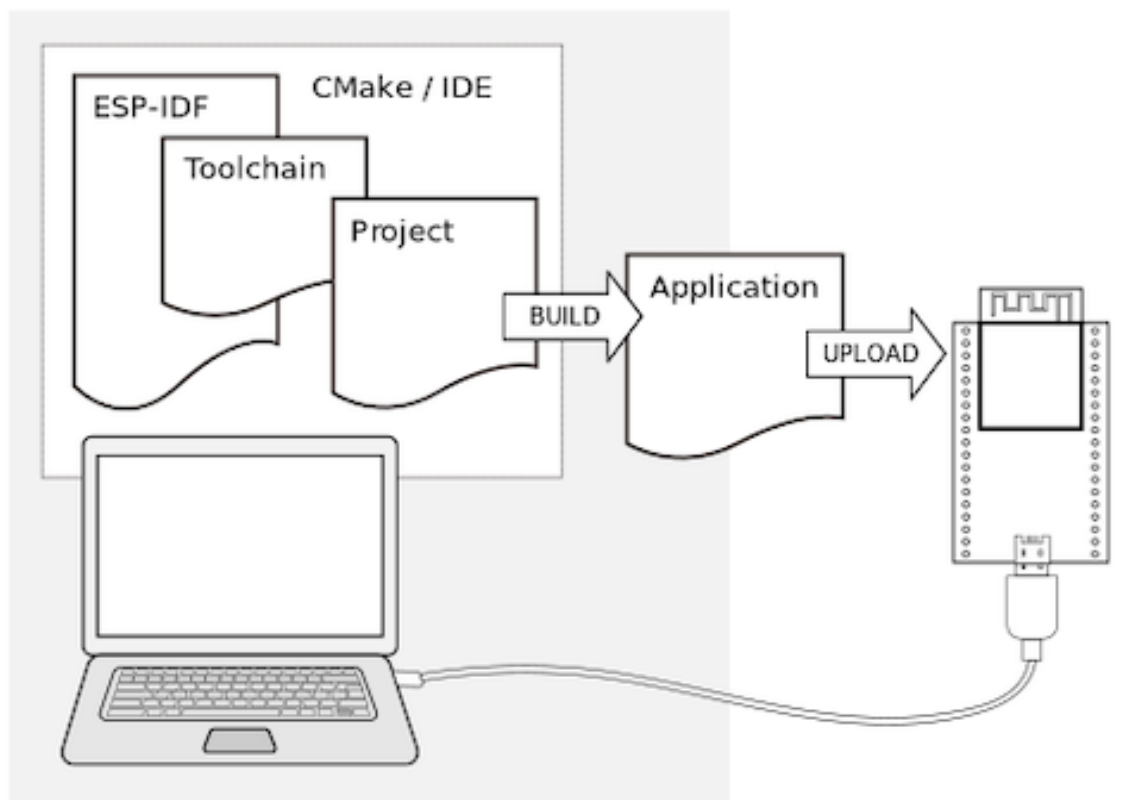 CMake / IDE
ESP-IDF
Toolchain
Project
BUILD
Application
UPLOAD